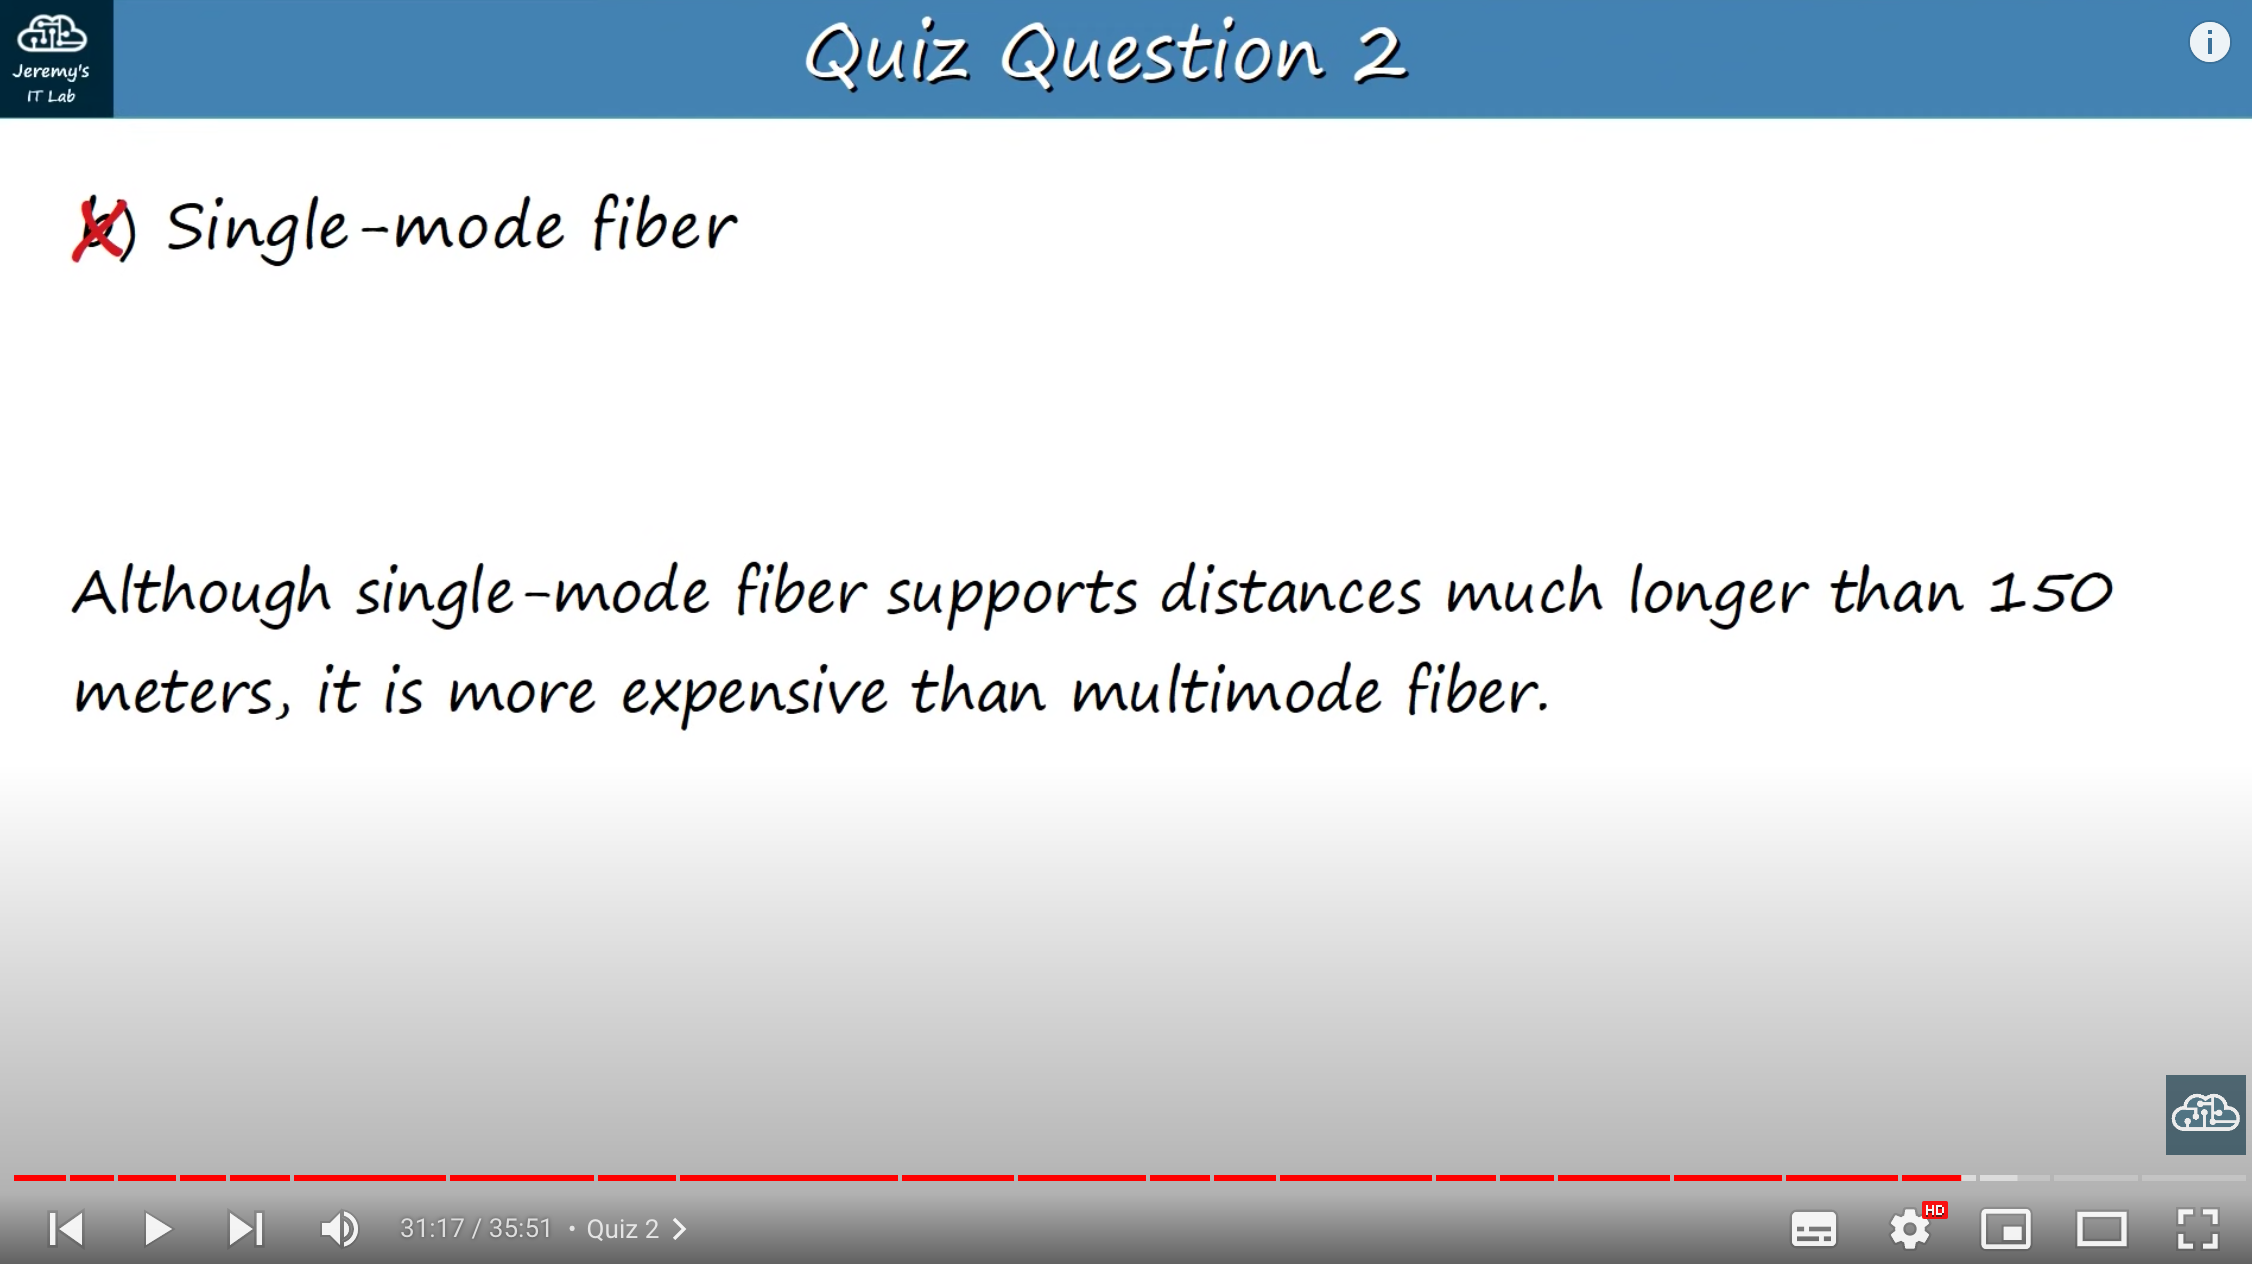 Jeremy's
IT Lab
Quiz Question 2
b) Single-mode fiber
Although single-mode fiber supports distances much longer than 150
meters, it is more expensive than multimode fiber.
31:17 / 35:51 • Quiz 2
HD